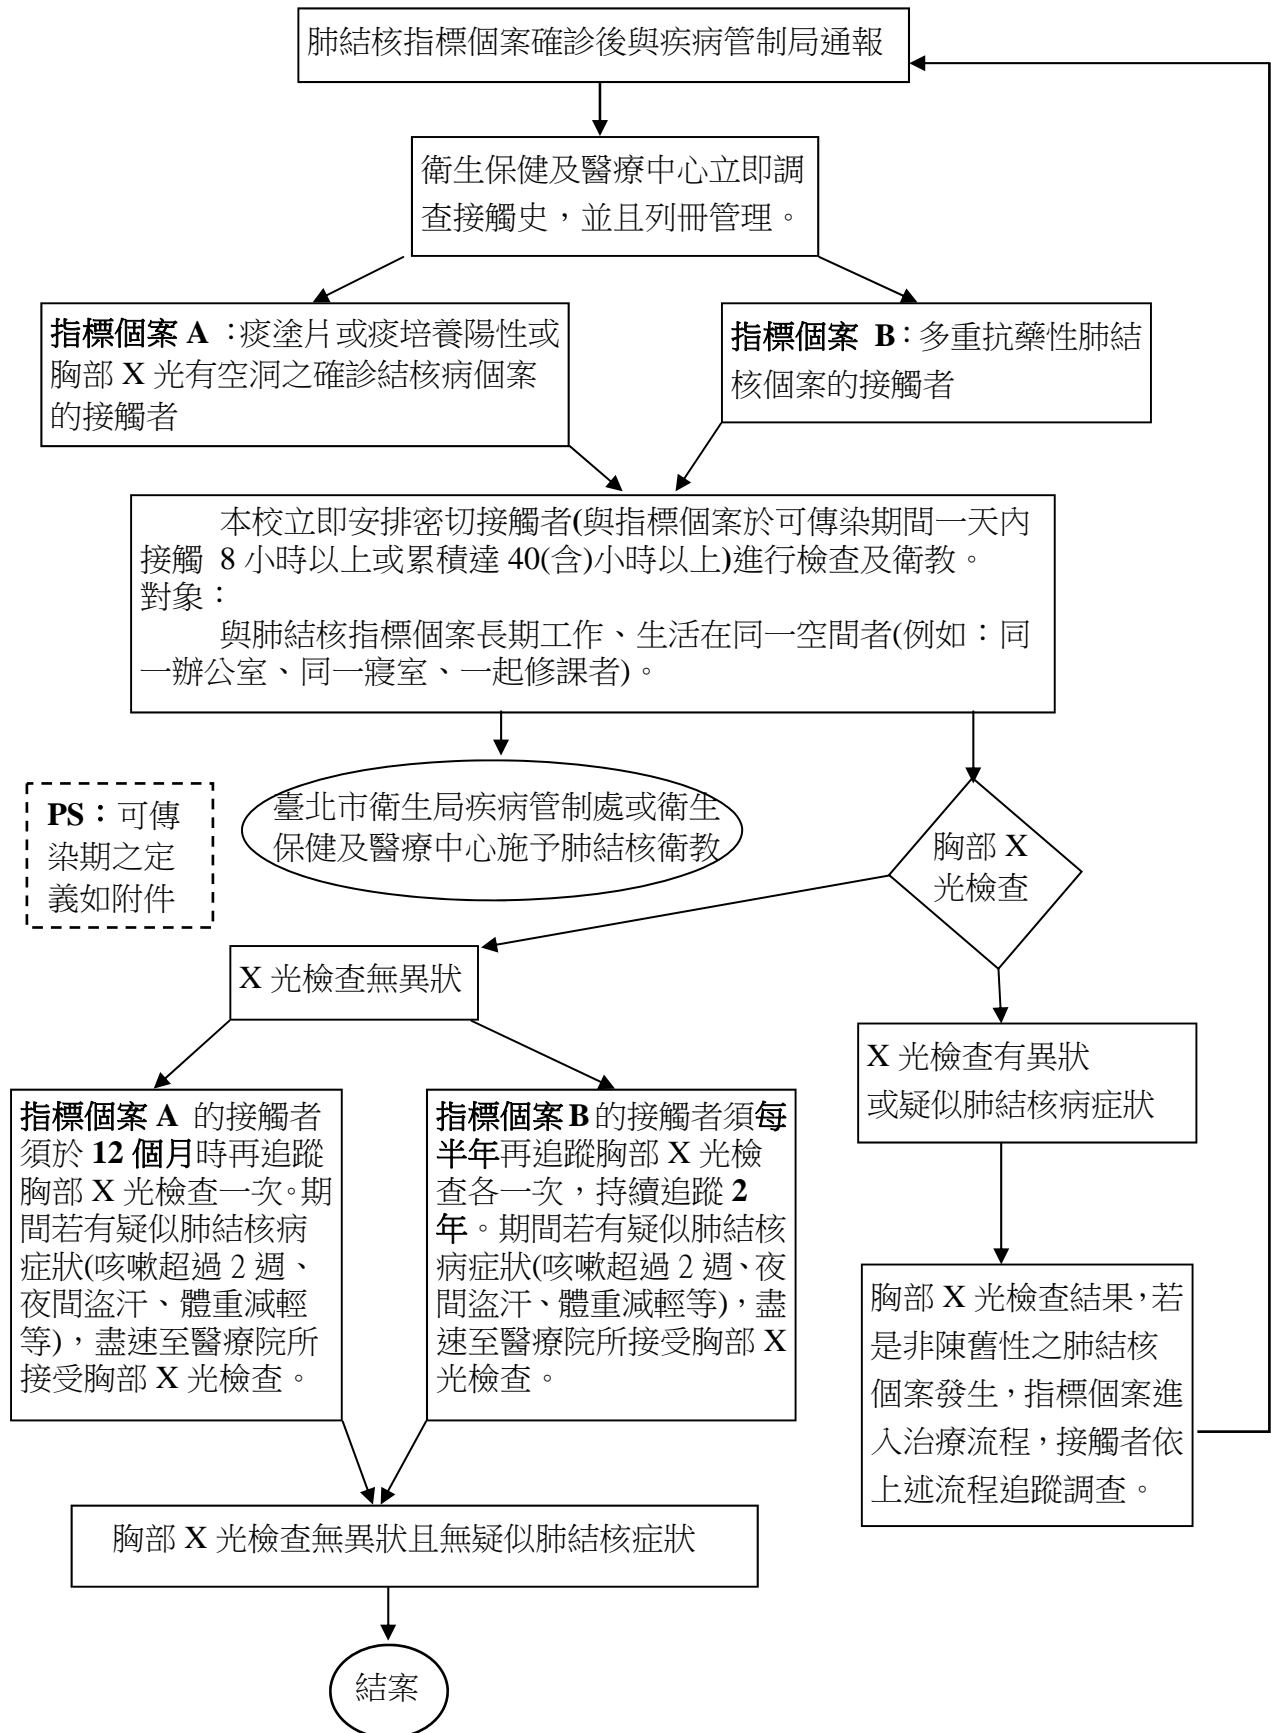 肺結核指標個案確診後與疾病管制局通報
衛生保健及醫療中心立即調
查接觸史，並且列冊管理。
指標個案 A ：痰塗片或痰培養陽性或
胸部 X 光有空洞之確診結核病個案
的接觸者
指標個案 B：多重抗藥性肺結
核個案的接觸者
本校立即安排密切接觸者(與指標個案於可傳染期間一天內
接觸 8 小時以上或累積達 40(含)小時以上)進行檢查及衛教。
對象：
與肺結核指標個案長期工作、生活在同一空間者(例如：同
一辦公室、同一寢室、一起修課者)。
PS：可傳
染期之定
義如附件
臺北市衛生局疾病管制處或衛生
保健及醫療中心施予肺結核衛教
胸部 X
光檢查
X 光檢查無異狀
X 光檢查有異狀
或疑似肺結核病症狀
指標個案 A 的接觸者
須於 12 個月時再追蹤
胸部 X 光檢查一次。期
間若有疑似肺結核病
症狀(咳嗽超過 2 週、
夜間盜汗、體重減輕
等)，盡速至醫療院所
接受胸部 X 光檢查。
指標個案 B 的接觸者須每
半年再追蹤胸部 X 光檢
查各一次，持續追蹤 2
年。期間若有疑似肺結核
病症狀(咳嗽超過 2 週、夜
間盜汗、體重減輕等)，盡
速至醫療院所接受胸部 X
光檢查。
胸部 X 光檢查結果，若
是非陳舊性之肺結核
個案發生，指標個案進
入治療流程，接觸者依
上述流程追蹤調查。
胸部 X 光檢查無異狀且無疑似肺結核症狀
結案